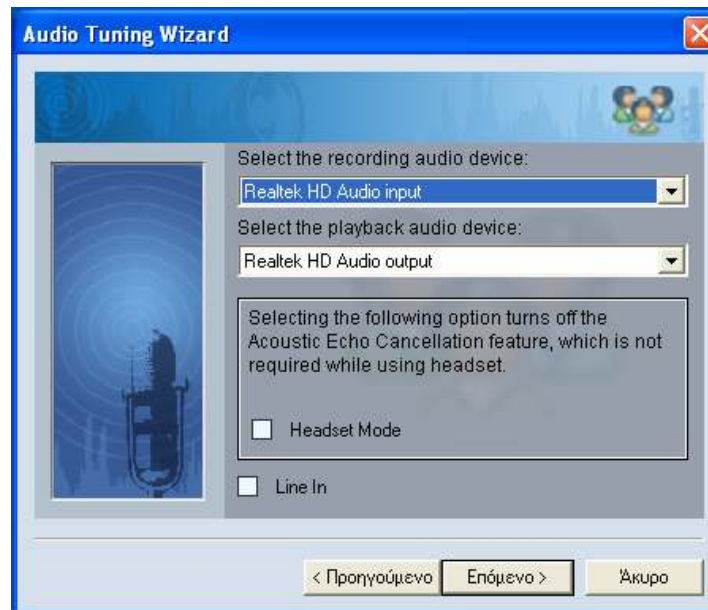 Audio Tuning Wizard
Select the recording audio device:
Realtek HD Audio input
Select the playback audio device:
Realtek HD Audio output
Selecting the following option turns off the
Acoustic Echo Cancellation feature, which is not
required while using headset.
Headset Mode
Line In
< Προηγούμενο Επόμενο > Άκυρο